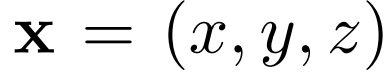 𝐱 = (x, y, z)